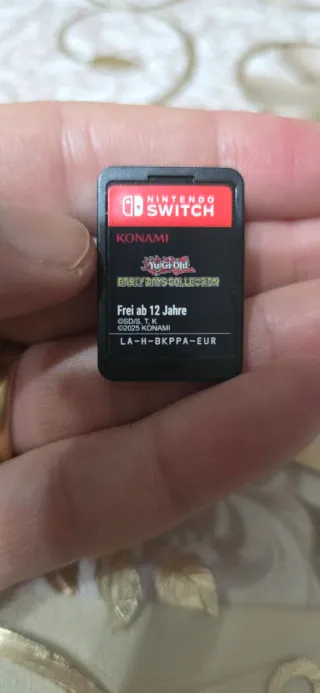 NINTENDO
SWITCH
KONAMI
Yu-Gi-Oh!
EARLY DAYS COLLECTION
Frei ab 12 Jahre
©SD/S, T, K
©2025 KONAMI
LA-H-BKPPA-EUR